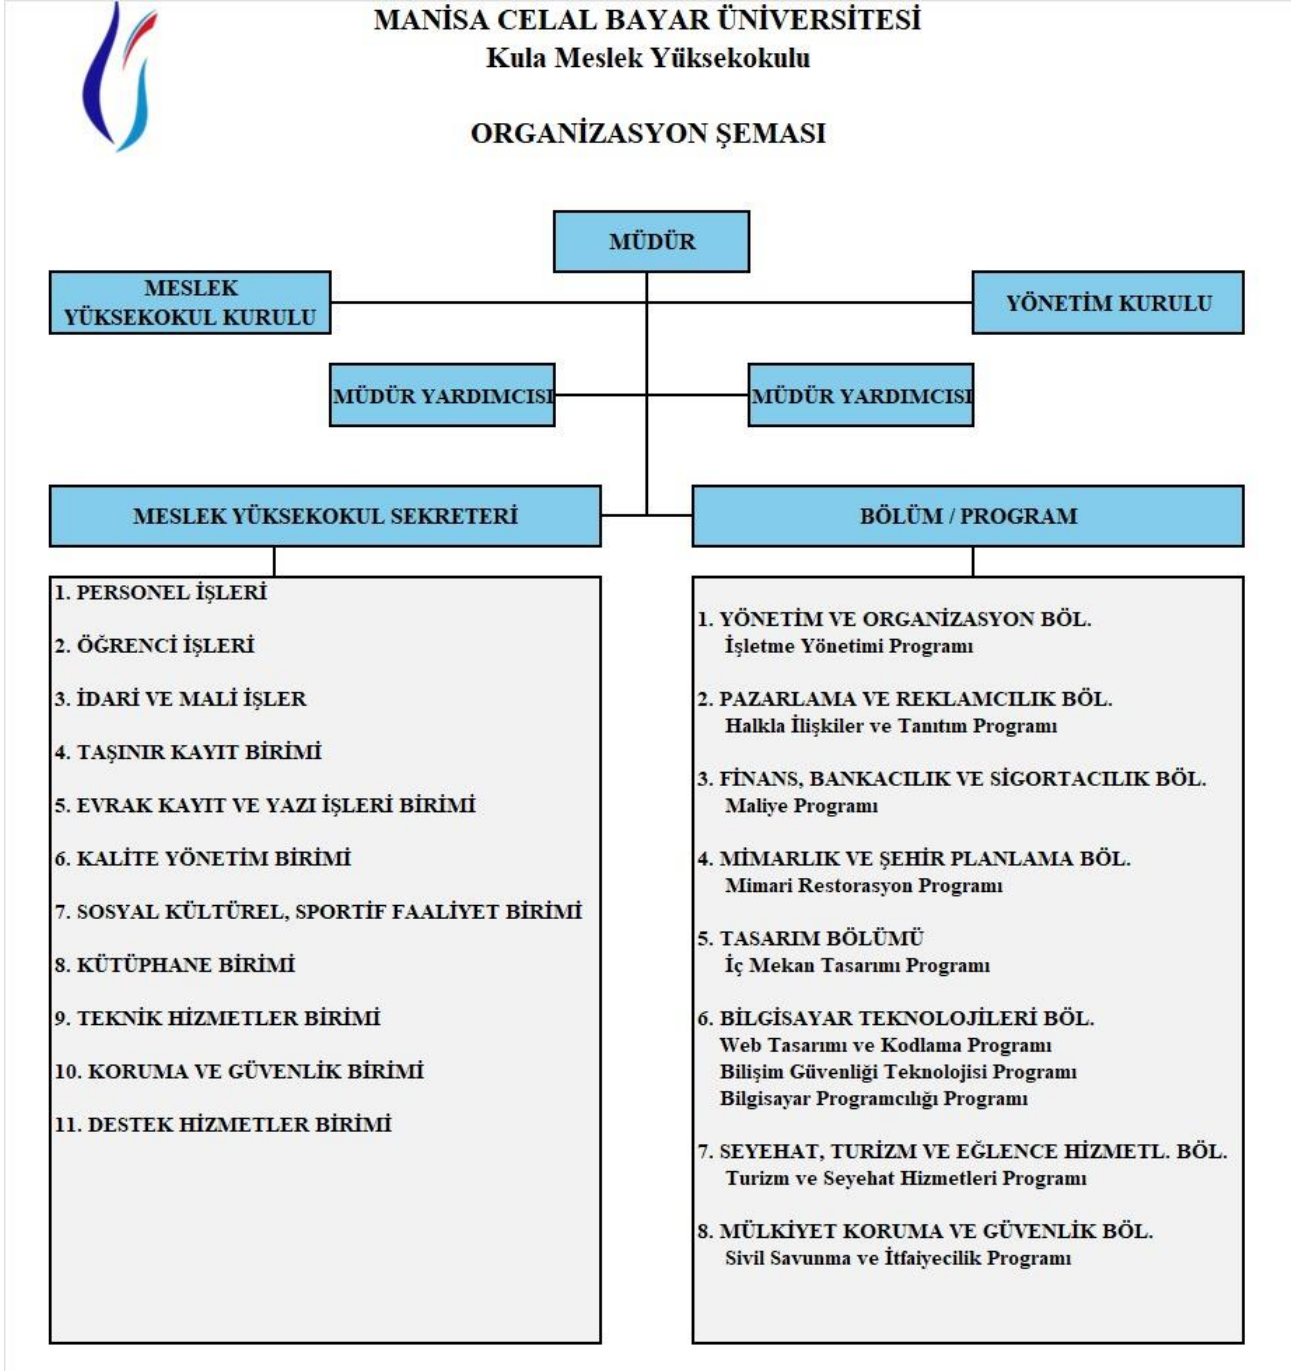 MANİSA CELAL BAYAR ÜNİVERSİTESİ
Kula Meslek Yüksekokulu
ORGANİZASYON ŞEMASI
MÜDÜR
MESLEK
YÜKSEKOKUL KURULU
YÖNETİM KURULU
MÜDÜR YARDIMCISI
MÜDÜR YARDIMCISI
MESLEK YÜKSEKOKUL SEKRETERİ
1. PERSONEL İŞLERİ
2. ÖĞRENCİ İŞLERİ
3. İDARİ VE MALİ İŞLER
4. TAŞINIR KAYIT BİRİMİ
5. EVRAK KAYIT VE YAZI İŞLERİ BİRİMİ
6. KALİTE YÖNETİM BİRİMİ
7. SOSYAL KÜLTÜREL, SPORTİF FAALİYET BİRİMİ
8. KÜTÜPHANE BİRİMİ
9. TEKNİK HİZMETLER BİRİMİ
10. KORUMA VE GÜVENLİK BİRİMİ
11. DESTEK HİZMETLER BİRİMİ
BÖLÜM / PROGRAM
1. YÖNETİM VE ORGANİZASYON BÖL.
İşletme Yönetimi Programı
2. PAZARLAMA VE REKLAMCILIK BÖL.
Halkla İlişkiler ve Tanıtım Programı
3. FİNANS, BANKACILIK VE SİGORTACILIK BÖL.
Maliye Programı
4. MİMARLIK VE ŞEHİR PLANLAMA BÖL.
Mimari Restorasyon Programı
5. TASARIM BÖLÜMÜ
İç Mekan Tasarımı Programı
6. BİLGİSAYAR TEKNOLOJİLERİ BÖL.
Web Tasarımı ve Kodlama Programı
Bilişim Güvenliği Teknolojisi Programı
Bilgisayar Programcılığı Programı
7. SEYEHAT, TURİZM VE EĞLENCE HİZMETL. BÖL.
Turizm ve Seyehat Hizmetleri Programı
8. MÜLKİYET KORUMA VE GÜVENLİK BÖL.
Sivil Savunma ve İtfaiyecilik Programı